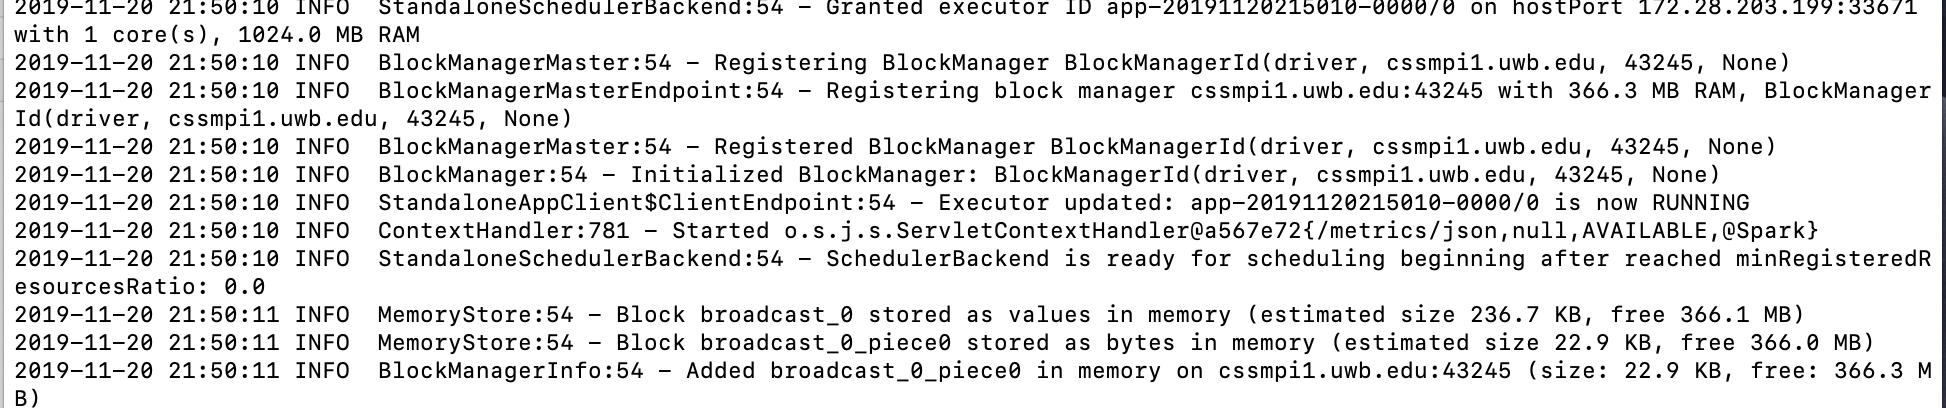 2019-11-20 21:50:10 INFO  StandaloneSchedulerBackend:54 - Granted executor ID app-20191120215010-0000/0 on hostPort 172.28.203.199:33671
with 1 core(s), 1024.0 MB RAM
2019-11-20 21:50:10 INFO  BlockManagerMaster:54 - Registering BlockManager BlockManagerId(driver, cssmpi1.uwb.edu, 43245, None)
2019-11-20 21:50:10 INFO  BlockManagerMasterEndpoint:54 - Registering block manager cssmpi1.uwb.edu:43245 with 366.3 MB RAM, BlockManager
Id(driver, cssmpi1.uwb.edu, 43245, None)
2019-11-20 21:50:10 INFO  BlockManagerMaster:54 - Registered BlockManager BlockManagerId(driver, cssmpi1.uwb.edu, 43245, None)
2019-11-20 21:50:10 INFO  BlockManager:54 - Initialized BlockManager: BlockManagerId(driver, cssmpi1.uwb.edu, 43245, None)
2019-11-20 21:50:10 INFO  StandaloneAppClient$ClientEndpoint:54 - Executor updated: app-20191120215010-0000/0 is now RUNNING
2019-11-20 21:50:10 INFO  ContextHandler:781 - Started o.s.j.s.ServletContextHandler@a567e72{/metrics/json,null,AVAILABLE,@Spark}
2019-11-20 21:50:10 INFO  StandaloneSchedulerBackend:54 - SchedulerBackend is ready for scheduling beginning after reached minRegisteredR
esourcesRatio: 0.0
2019-11-20 21:50:11 INFO  MemoryStore:54 - Block broadcast_0 stored as values in memory (estimated size 236.7 KB, free 366.1 MB)
2019-11-20 21:50:11 INFO  MemoryStore:54 - Block broadcast_0_piece0 stored as bytes in memory (estimated size 22.9 KB, free 366.0 MB)
2019-11-20 21:50:11 INFO  BlockManagerInfo:54 - Added broadcast_0_piece0 in memory on cssmpi1.uwb.edu:43245 (size: 22.9 KB, free: 366.3 M
B)